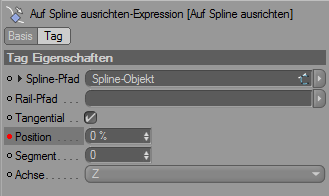 Auf Spline ausrichten-Expression [Auf Spline ausrichten]
Basis Tag
Tag Eigenschaften
Spline-Pfad Spline-Objekt
Rail-Pfad . . . .
Tangential . .
Position . . . . 0 %
Segment . . . 0
Achse . . . . . . Z